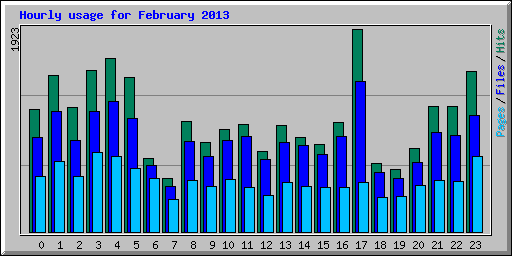 Hourly usage for February 2013
1923
Pages/Files/Hits
0 1 2 3 4 5 6 7 8 9 10 11 12 13 14 15 16 17 18 19 20 21 22 23